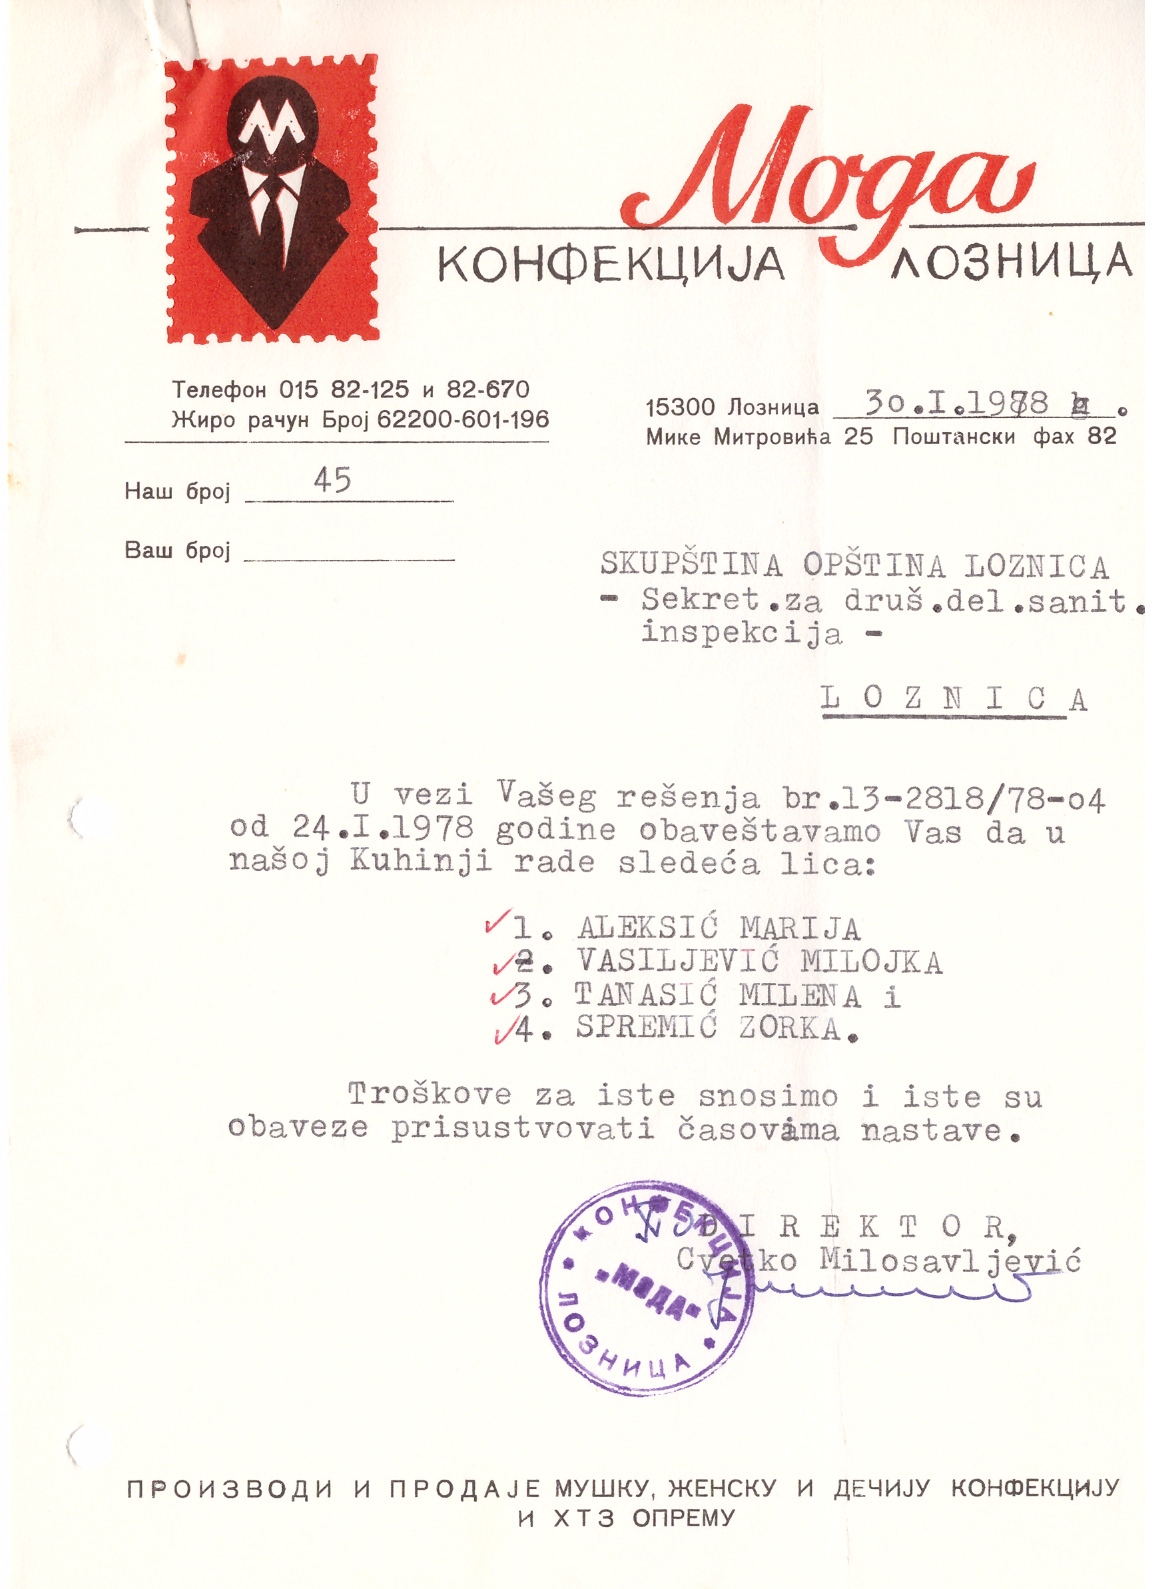 М
Мода
КОНФЕКЦИЈА ЛОЗНИЦА
Телефон 015 82-125 и 82-670
Жиро рачун Број 62200-601-196
15300 Лозница 30.I.1978 .
Мике Митровића 25 Поштански фах 82
Наш број 45
Ваш број
SKUPŠTINA OPŠTINA LOZNICA
- Sekret.za druš.del.sanit.
inspekcija -
L O Z N I C A
U vezi Vašeg rešenja br.13-2818/78-o4
od 24.I.1978 godine obaveštavamo Vas da u
našoj Kuhinji rade sledeća lica:
1. ALEKSIĆ MARIJA
2. VASILJEVIĆ MILOJKA
3. TANASIĆ MILENA i
4. SPREMIĆ ZORKA.
Troškove za iste snosimo i iste su
obaveze prisustvovati časovima nastave.
D I R E K T O R,
Cvetko Milosavljević
КОНФЕКЦИЈА
„МОДА"
ЛОЗНИЦА
ПРОИЗВОДИ И ПРОДАЈЕ МУШКУ, ЖЕНСКУ И ДЕЧИЈУ КОНФЕКЦИЈУ
И ХТЗ ОПРЕМУ